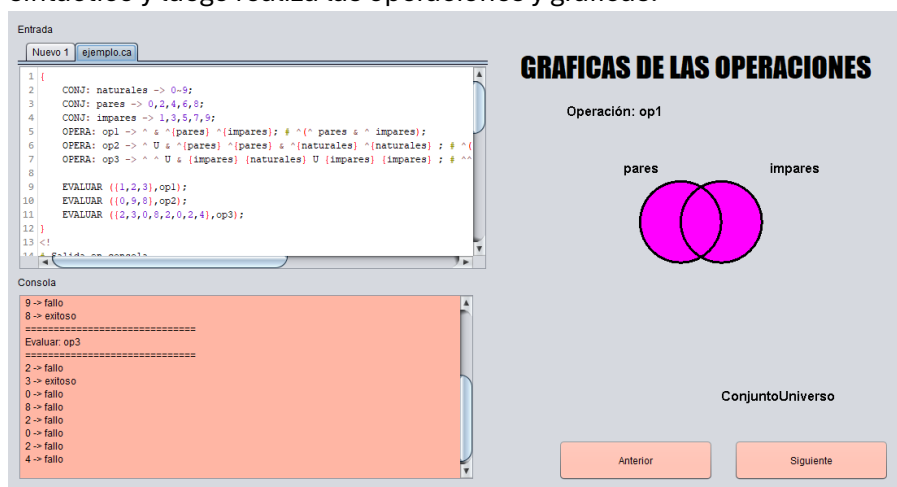 sintáctico y luego realiza las operaciones y gráficas.
Entrada
Nuevo 1 ejemplo.ca
1 {
2 CONJ: naturales -> 0~9;
3 CONJ: pares -> 0,2,4,6,8;
4 CONJ: impares -> 1,3,5,7,9;
5 OPERA: op1 -> ^ & ^{pares} ^{impares}; # ^(^ pares & ^ impares);
6 OPERA: op2 -> ^ U & ^{pares} ^{pares} & ^{naturales} ^{naturales} ; # ^(
7 OPERA: op3 -> ^ ^ U & {impares} {naturales} U {impares} {impares} ; # ^^
8
9 EVALUAR ({1,2,3},op1);
10 EVALUAR ({0,9,8},op2);
11 EVALUAR ({2,3,0,8,2,0,2,4},op3);
12 }
13 <!
14 # Salida en consola
Consola
9 -> fallo
8 -> exitoso
===============================
Evaluar: op3
===============================
2 -> fallo
3 -> exitoso
0 -> fallo
8 -> fallo
2 -> fallo
0 -> fallo
2 -> fallo
4 -> fallo
GRAFICAS DE LAS OPERACIONES
Operación: op1
pares impares
ConjuntoUniverso
Anterior Siguiente